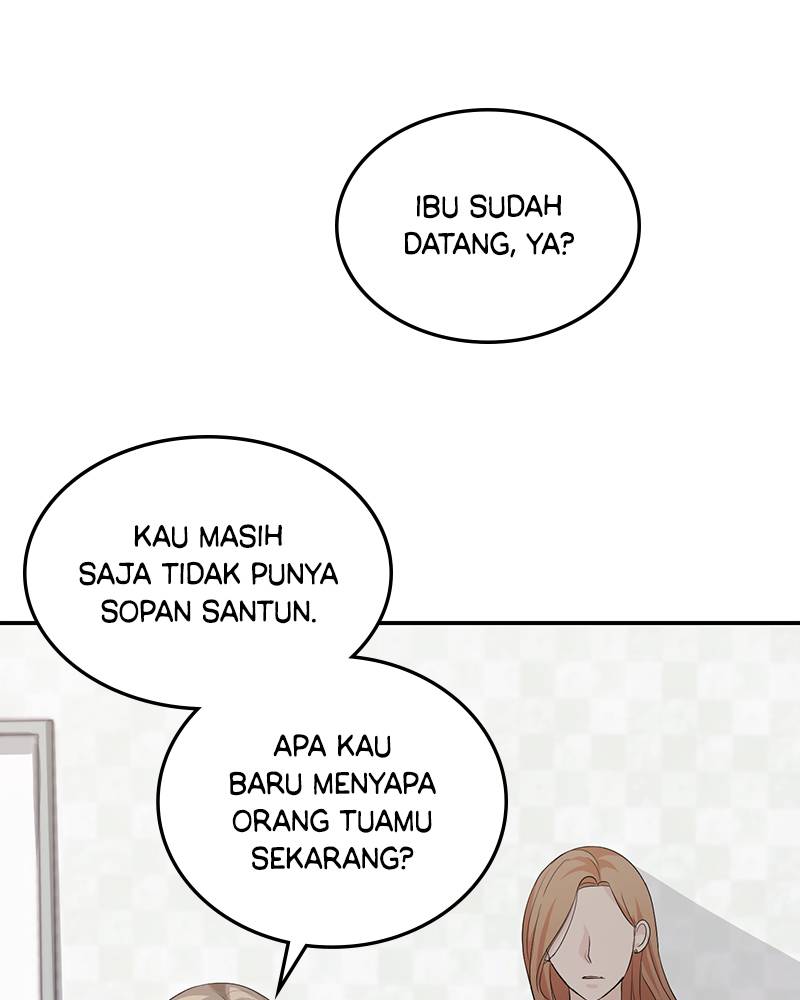 IBU SUDAH
DATANG, YA?
KAU MASIH
SAJA TIDAK PUNYA
SOPAN SANTUN.
APA KAU
BARU MENYAPA
ORANG TUAMU
SEKARANG?